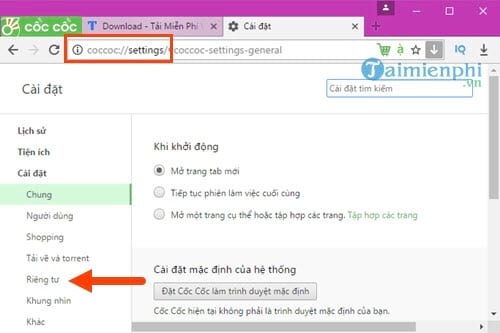 cốc cốc
Download - Tải Miễn Phí V
Cài đặt
coccoc://settings/#coccoc-settings-general
Taimienphi
.vn
Cài đặt
Cài đặt tìm kiếm
Lịch sử
Tiện ích
Cài đặt
Chung
Người dùng
Shopping
Tải về và torrent
Riêng tư
Khung nhìn
Khác
Khi khởi động
Mở trang tab mới
Tiếp tục phiên làm việc cuối cùng
Mở một trang cụ thể hoặc tập hợp các trang. Tập hợp các trang
Cài đặt mặc định của hệ thống
Đặt Cốc Cốc làm trình duyệt mặc định
Cốc Cốc hiện tại không phải là trình duyệt mặc định của bạn.